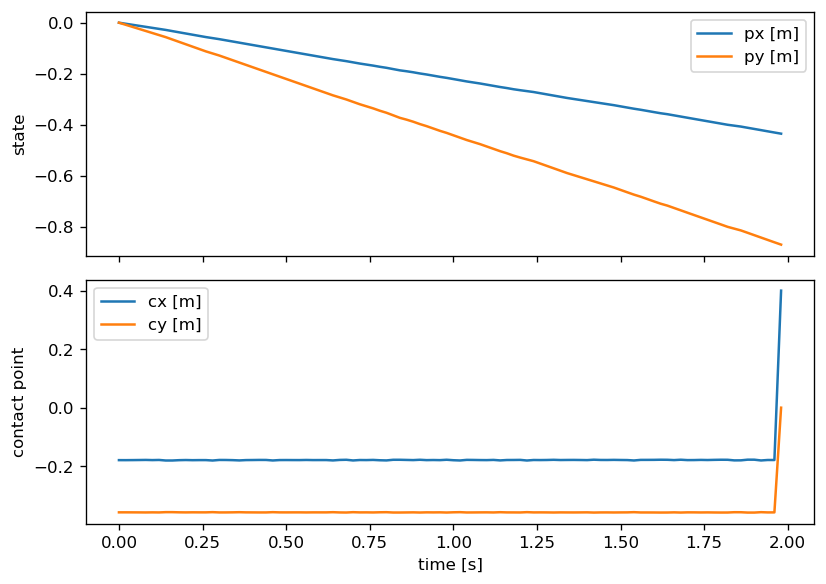 0.0
−0.2
−0.4
−0.6
−0.8
state
px [m]
py [m]
0.4
0.2
0.0
−0.2
contact point
cx [m]
cy [m]
0.00 0.25 0.50 0.75 1.00 1.25 1.50 1.75 2.00
time [s]